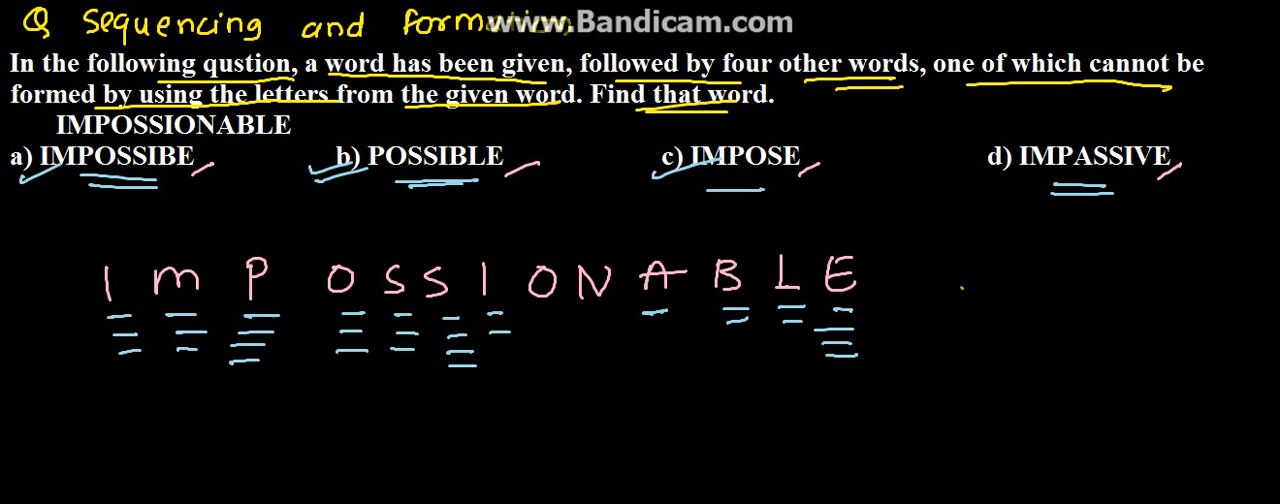 Q Sequencing and formation
www.Bandicam.com
In the following qustion, a word has been given, followed by four other words, one of which cannot be
formed by using the letters from the given word. Find that word.
IMPOSSIONABLE
a) IMPOSSIBE b) POSSIBLE c) IMPOSE d) IMPASSIVE
I M P O S S I O N A B L E